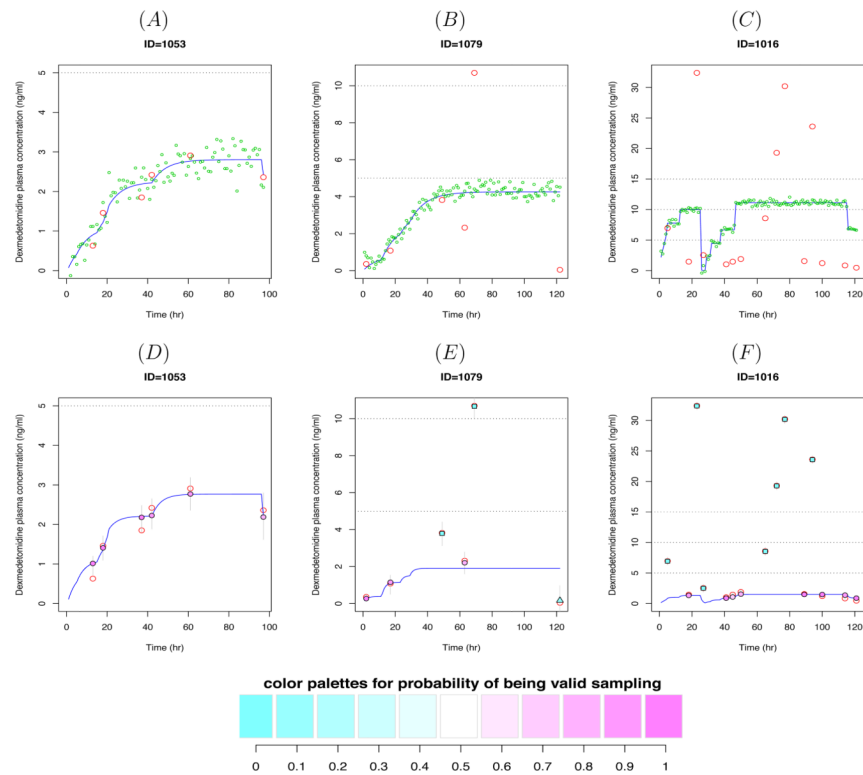 (A) (B) (C)
ID=1053 ID=1079 ID=1016
Dexmedetomidine plasma concentration (ng/ml)
0 1 2 3 4 5
0 20 40 60 80 100
Time (hr)
Dexmedetomidine plasma concentration (ng/ml)
0 2 4 6 8 10
0 20 40 60 80 100 120
Time (hr)
Dexmedetomidine plasma concentration (ng/ml)
0 5 10 15 20 25 30
0 20 40 60 80 100 120
Time (hr)
(D) (E) (F)
ID=1053 ID=1079 ID=1016
Dexmedetomidine plasma concentration (ng/ml)
0 1 2 3 4 5
0 20 40 60 80 100
Time (hr)
Dexmedetomidine plasma concentration (ng/ml)
0 2 4 6 8 10
0 20 40 60 80 100 120
Time (hr)
Dexmedetomidine plasma concentration (ng/ml)
0 5 10 15 20 25 30
0 20 40 60 80 100 120
Time (hr)
color palettes for probability of being valid sampling
0 0.1 0.2 0.3 0.4 0.5 0.6 0.7 0.8 0.9 1